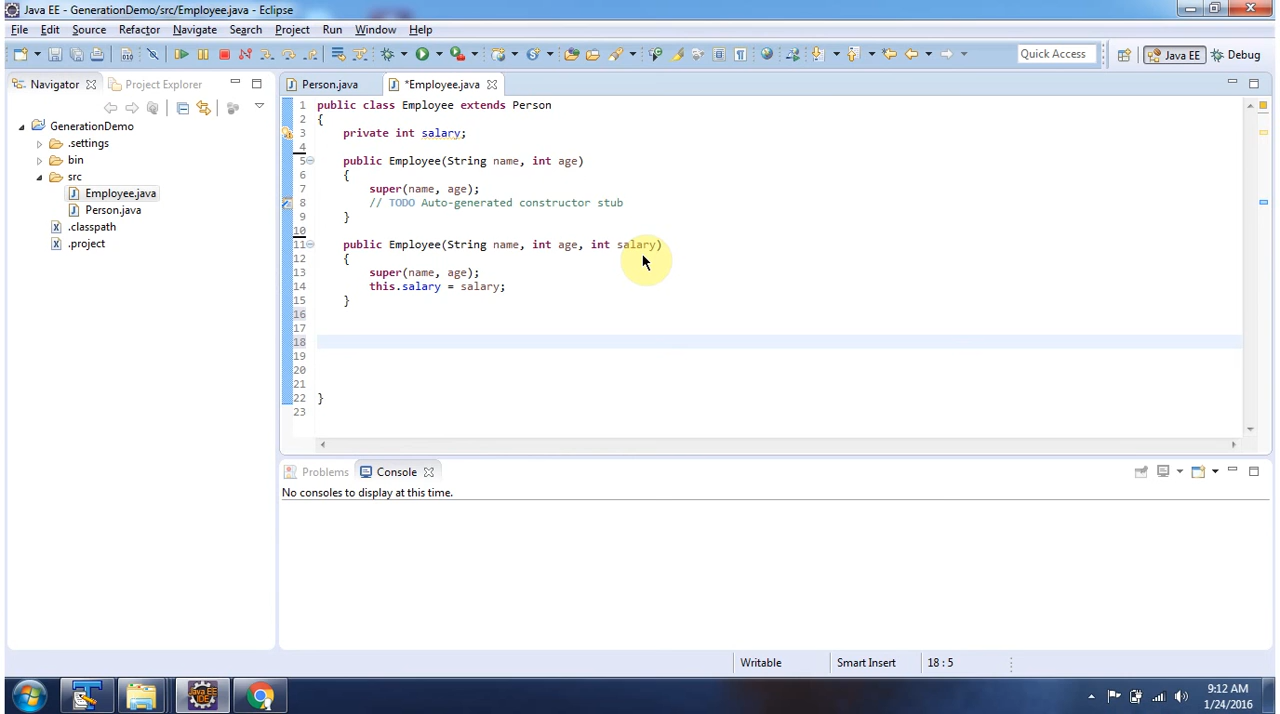 Java EE - GenerationDemo/src/Employee.java - Eclipse
File Edit Source Refactor Navigate Search Project Run Window Help
Quick Access Java EE Debug
Navigator Project Explorer
GenerationDemo
.settings
bin
src
Employee.java
Person.java
.classpath
.project
Person.java *Employee.java
1 public class Employee extends Person
2 {
3 private int salary;
4
5 public Employee(String name, int age)
6 {
7 super(name, age);
8 // TODO Auto-generated constructor stub
9 }
10
11 public Employee(String name, int age, int salary)
12 {
13 super(name, age);
14 this.salary = salary;
15 }
16
17
18
19
20
21
22 }
23
Problems Console
No consoles to display at this time.
Writable Smart Insert 18 : 5
Java EE IDE
9:12 AM
1/24/2016